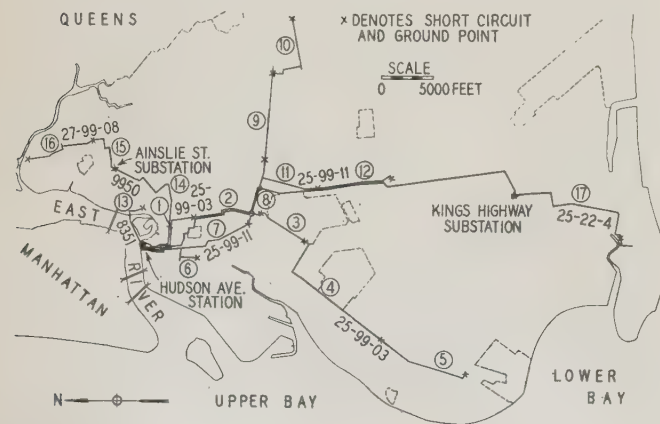 QUEENS
× DENOTES SHORT CIRCUIT
AND GROUND POINT
SCALE
0 5000 FEET
10
9
16
27-99-08
15
AINSLIE ST.
SUBSTATION
9950
14
25-
99-03
13
1
2
8
11
25-99-11
12
17
25-22-4
KINGS HIGHWAY
SUBSTATION
EAST
RIVER
8351
7
25-99-11
3
6
HUDSON AVE.
STATION
MANHATTAN
4
25-99-03
5
LOWER
BAY
N
UPPER BAY